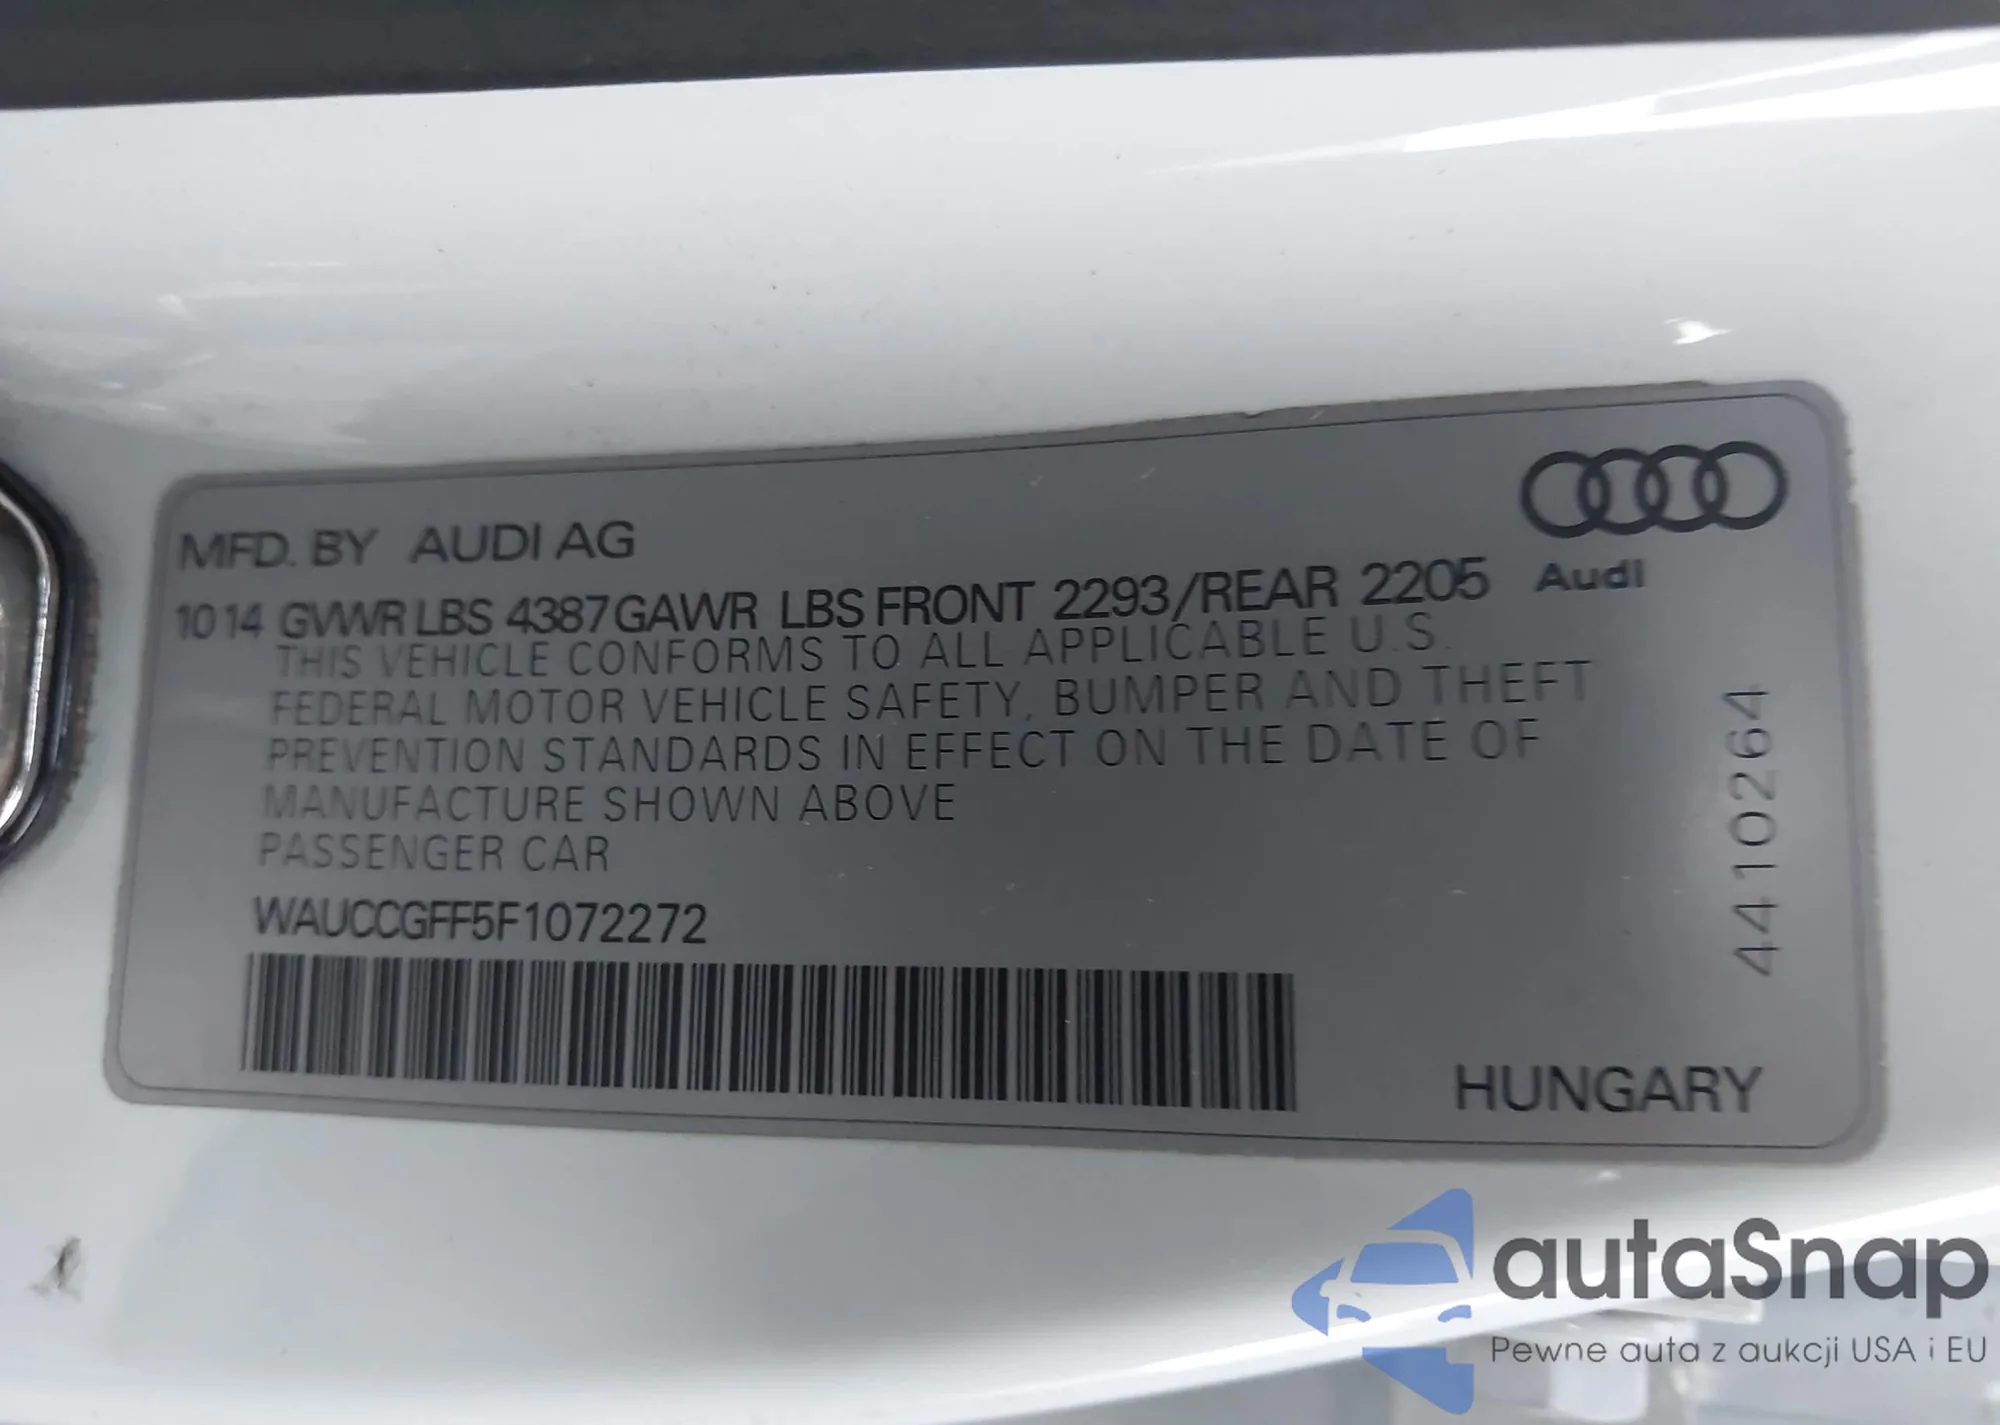 MFD. BY AUDI AG
1014 GVWR LBS 4387 GAWR LBS FRONT 2293/REAR 2205
Audi
THIS VEHICLE CONFORMS TO ALL APPLICABLE U.S.
FEDERAL MOTOR VEHICLE SAFETY, BUMPER AND THEFT
PREVENTION STANDARDS IN EFFECT ON THE DATE OF
MANUFACTURE SHOWN ABOVE
PASSENGER CAR
WAUCCGFF5F1072272
4410264
HUNGARY
autaSnap
Pewne auta z aukcji USA i EU